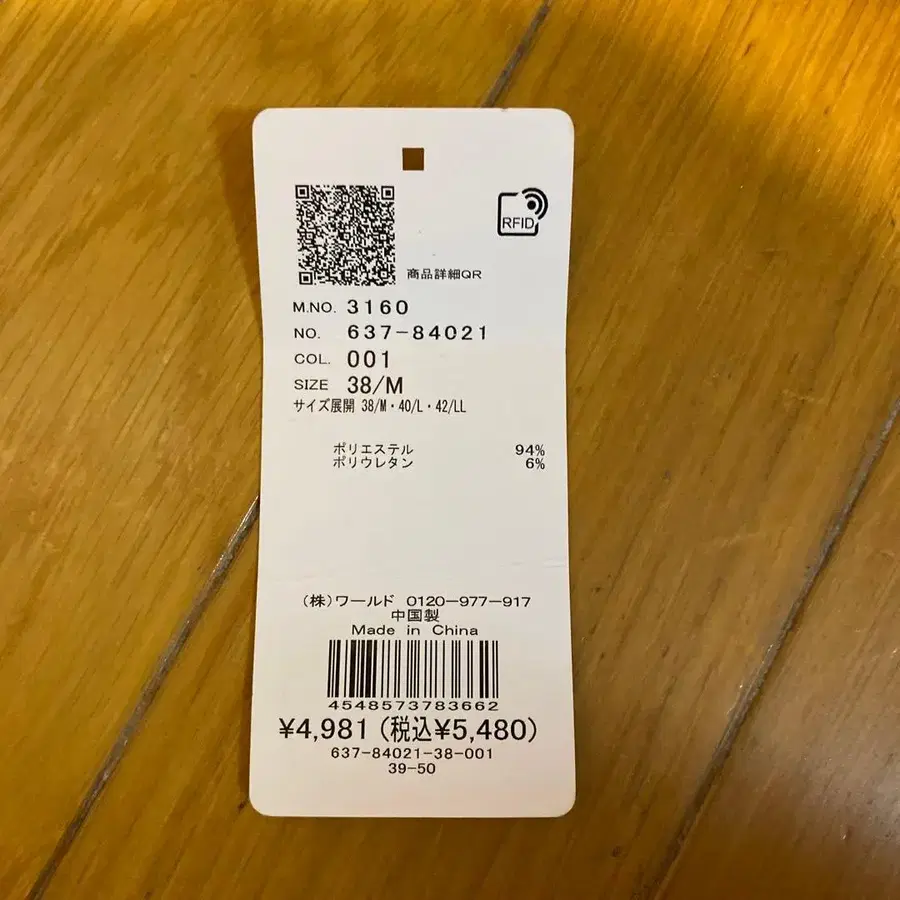 RFID
商品詳細QR
M.NO. 3160
NO. 637-84021
COL. 001
SIZE 38/M
サイズ展開 38/M・40/L・42/LL
ポリエステル 94%
ポリウレタン 6%
(株)ワールド 0120-977-917
中国製
Made in China
4548573783662
¥4,981(税込¥5,480)
637-84021-38-001
39-50